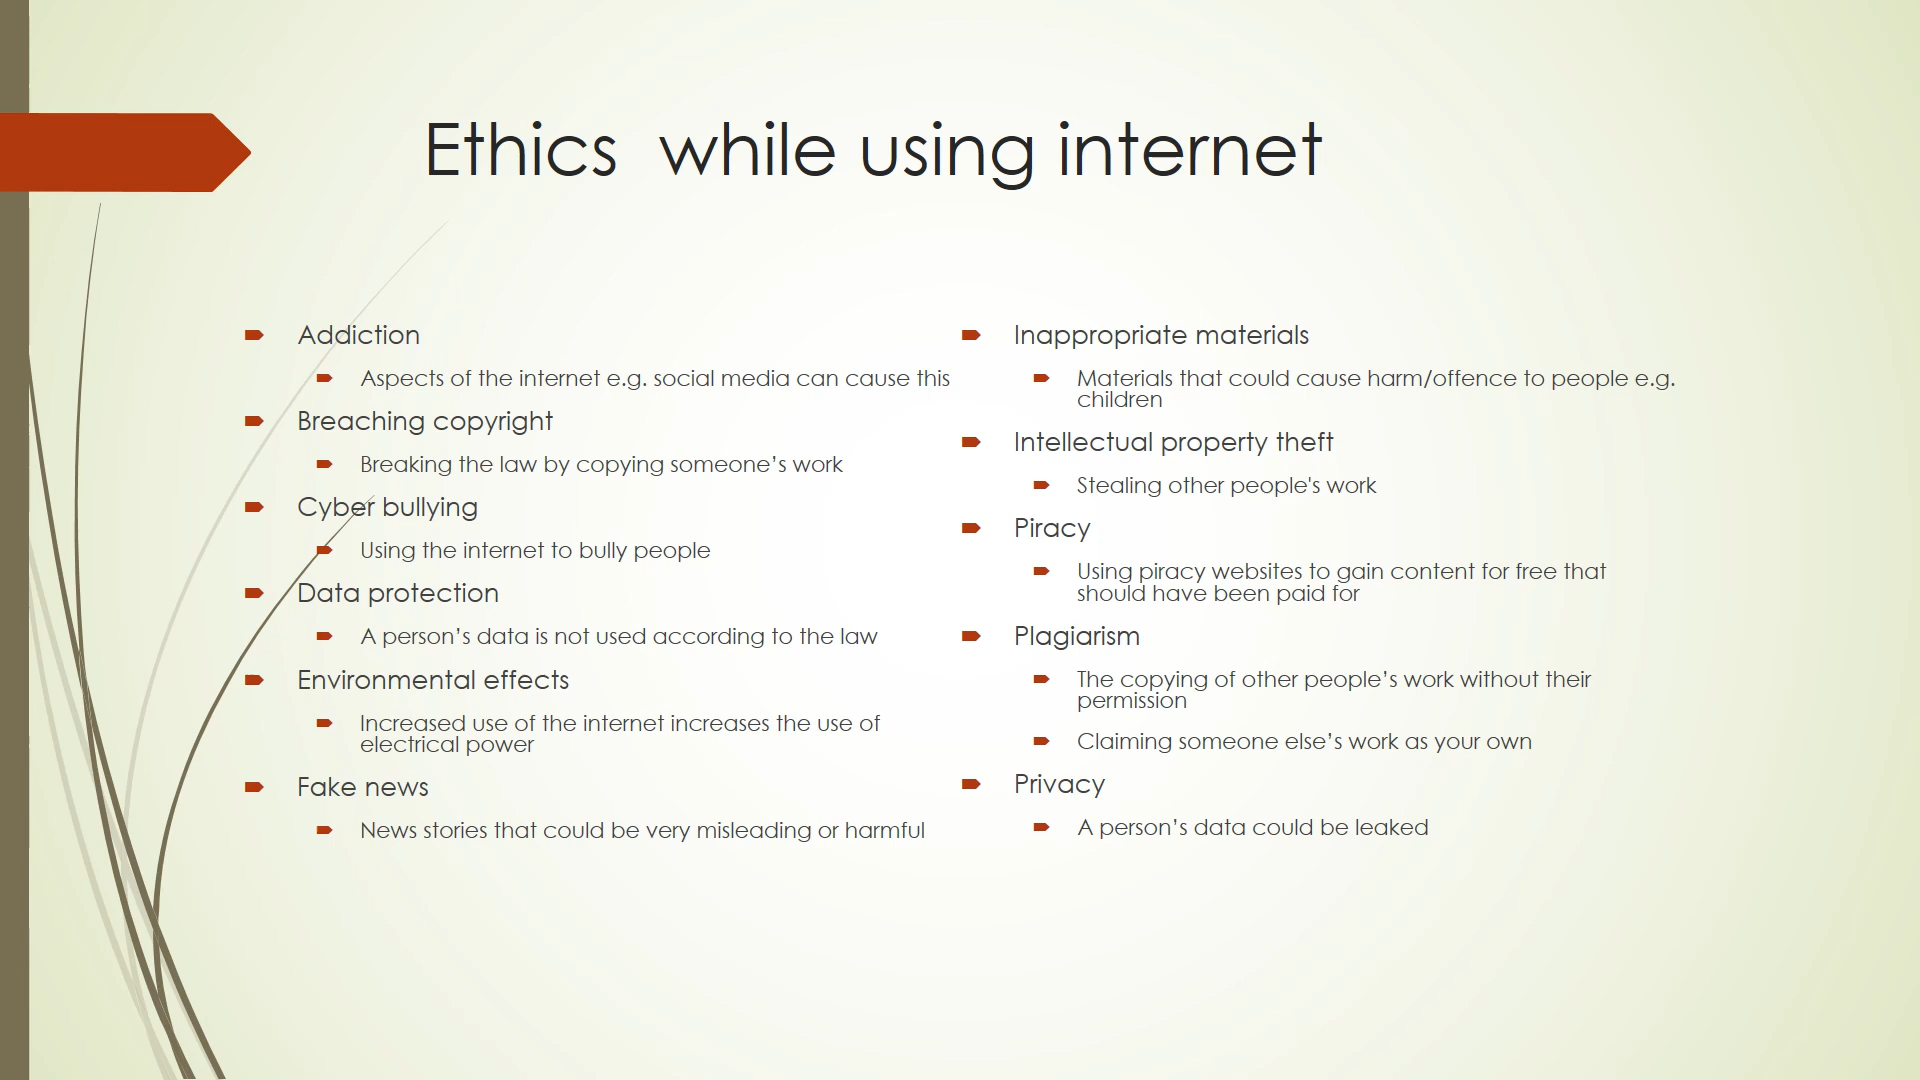 Ethics  while using internet
Addiction
Aspects of the internet e.g. social media can cause this
Breaching copyright
Breaking the law by copying someone’s work
Cyber bullying
Using the internet to bully people
Data protection
A person’s data is not used according to the law
Environmental effects
Increased use of the internet increases the use of
electrical power
Fake news
News stories that could be very misleading or harmful
Inappropriate materials
Materials that could cause harm/offence to people e.g.
children
Intellectual property theft
Stealing other people's work
Piracy
Using piracy websites to gain content for free that
should have been paid for
Plagiarism
The copying of other people’s work without their
permission
Claiming someone else’s work as your own
Privacy
A person’s data could be leaked